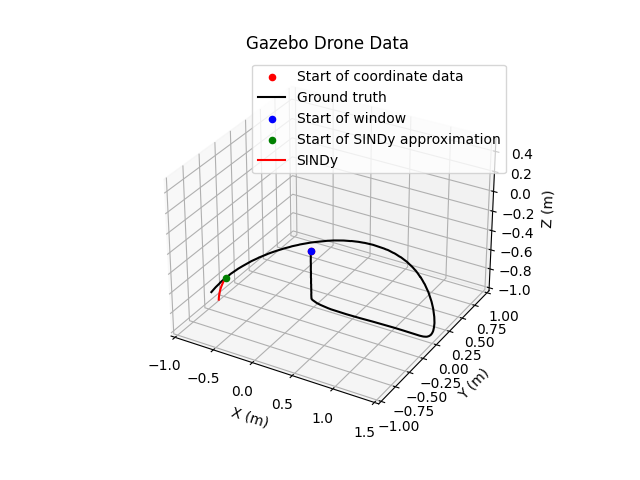 Gazebo Drone Data
Start of coordinate data
Ground truth
Start of window
Start of SINDy approximation
SINDy
0.4
0.2
0.0
−0.2
−0.4
−0.6
−0.8
−1.0
Z (m)
1.00
0.75
0.50
0.25
0.00
−0.25
−0.50
−0.75
−1.00
Y (m)
−1.0
−0.5
0.0
0.5
1.0
1.5
X (m)